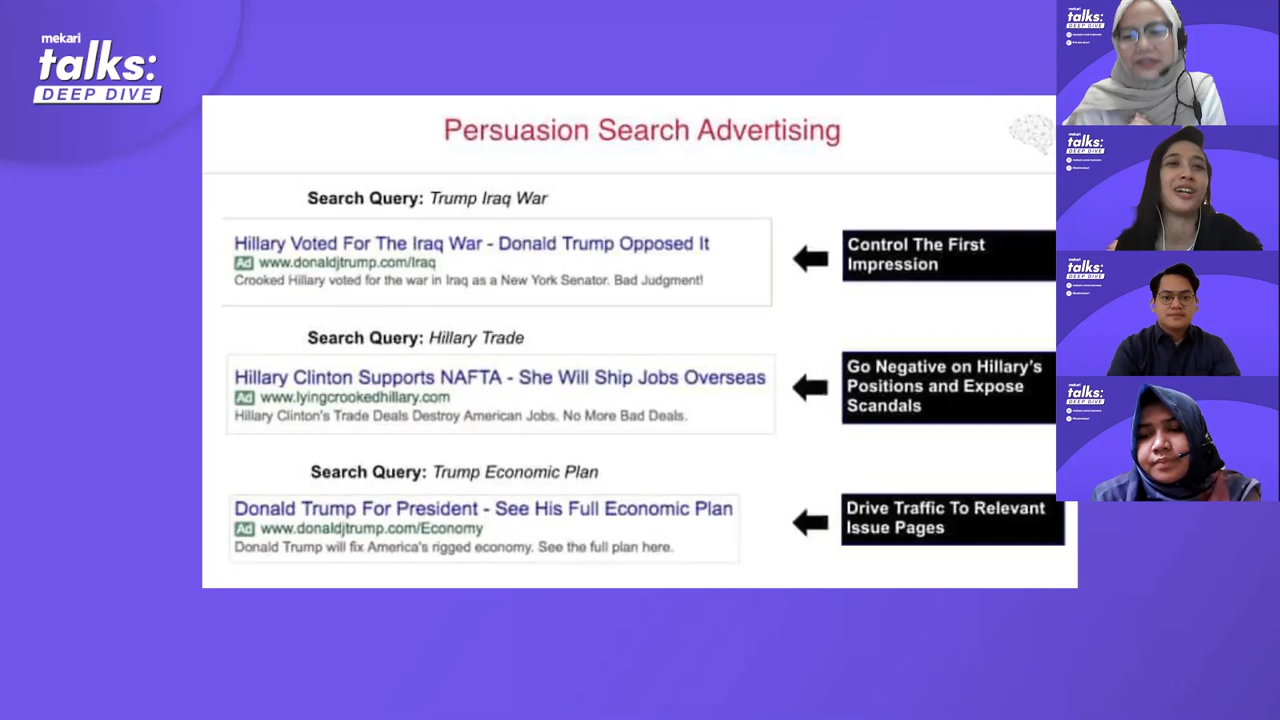 mekari
talks:
DEEP DIVE
Persuasion Search Advertising
Search Query: Trump Iraq War
Hillary Voted For The Iraq War - Donald Trump Opposed It
Ad www.donaldjtrump.com/Iraq
Crooked Hillary voted for the war in Iraq as a New York Senator. Bad Judgment!
Control The First
Impression
Search Query: Hillary Trade
Hillary Clinton Supports NAFTA - She Will Ship Jobs Overseas
Ad www.lyingcrookedhillary.com
Hillary Clinton's Trade Deals Destroy American Jobs. No More Bad Deals.
Go Negative on Hillary's
Positions and Expose
Scandals
Search Query: Trump Economic Plan
Donald Trump For President - See His Full Economic Plan
Ad www.donaldjtrump.com/Economy
Donald Trump will fix America's rigged economy. See the full plan here.
Drive Traffic To Relevant
Issue Pages
mekari
talks:
DEEP DIVE
mekari
talks:
DEEP DIVE
mekari
talks:
DEEP DIVE
mekari
talks:
DEEP DIVE